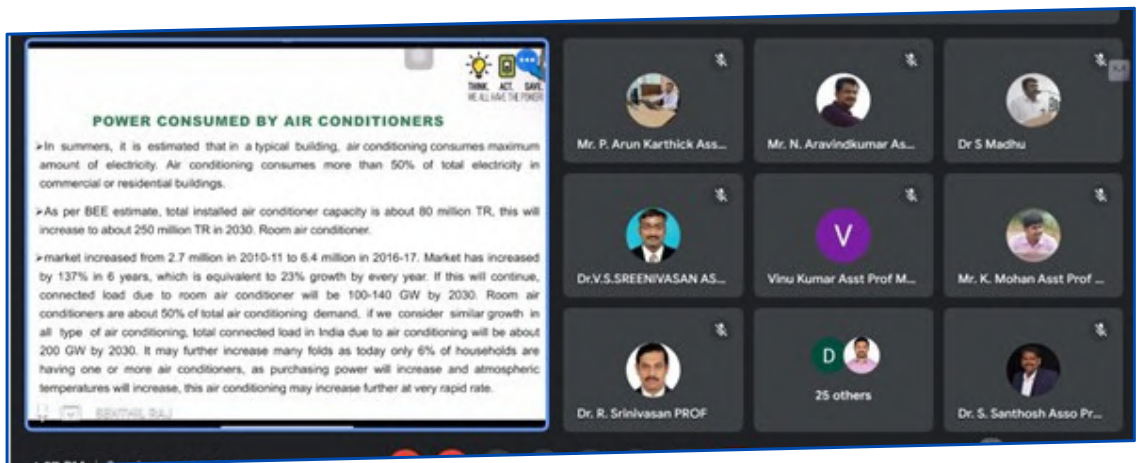 THINK. ACT. SAVE.
WE ALL HAVE THE POWER
POWER CONSUMED BY AIR CONDITIONERS
➢In summers, it is estimated that in a typical building, air conditioning consumes maximum
amount of electricity. Air conditioning consumes more than 50% of total electricity in
commercial or residential buildings.
➢As per BEE estimate, total installed air conditioner capacity is about 80 million TR, this will
increase to about 250 million TR in 2030. Room air conditioner.
➢market increased from 2.7 million in 2010-11 to 6.4 million in 2016-17. Market has increased
by 137% in 6 years, which is equivalent to 23% growth by every year. If this will continue,
connected load due to room air conditioner will be 100-140 GW by 2030. Room air
conditioners are about 50% of total air conditioning demand, if we consider similar growth in
all type of air conditioning, total connected load in India due to air conditioning will be about
200 GW by 2030. It may further increase many folds as today only 6% of households are
having one or more air conditioners, as purchasing power will increase and atmospheric
temperatures will increase, this air conditioning may increase further at very rapid rate.
SENTHIL RAJ
Mr. P. Arun Karthick Ass...
Mr. N. Aravindkumar As...
Dr S Madhu
Dr.V.S.SREENIVASAN AS...
V
Vinu Kumar Asst Prof M...
Mr. K. Mohan Asst Prof ...
Dr. R. Srinivasan PROF
D
25 others
Dr. S. Santhosh Asso Pr...